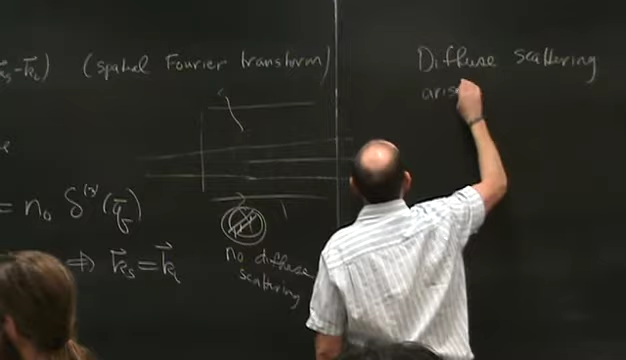 (spatial Fourier transform)
= n₀ δ⁽³⁾(q⃗)
⇒ k⃗ₛ = k⃗ᵢ
no diffuse
scattering
Diffuse scattering
aris